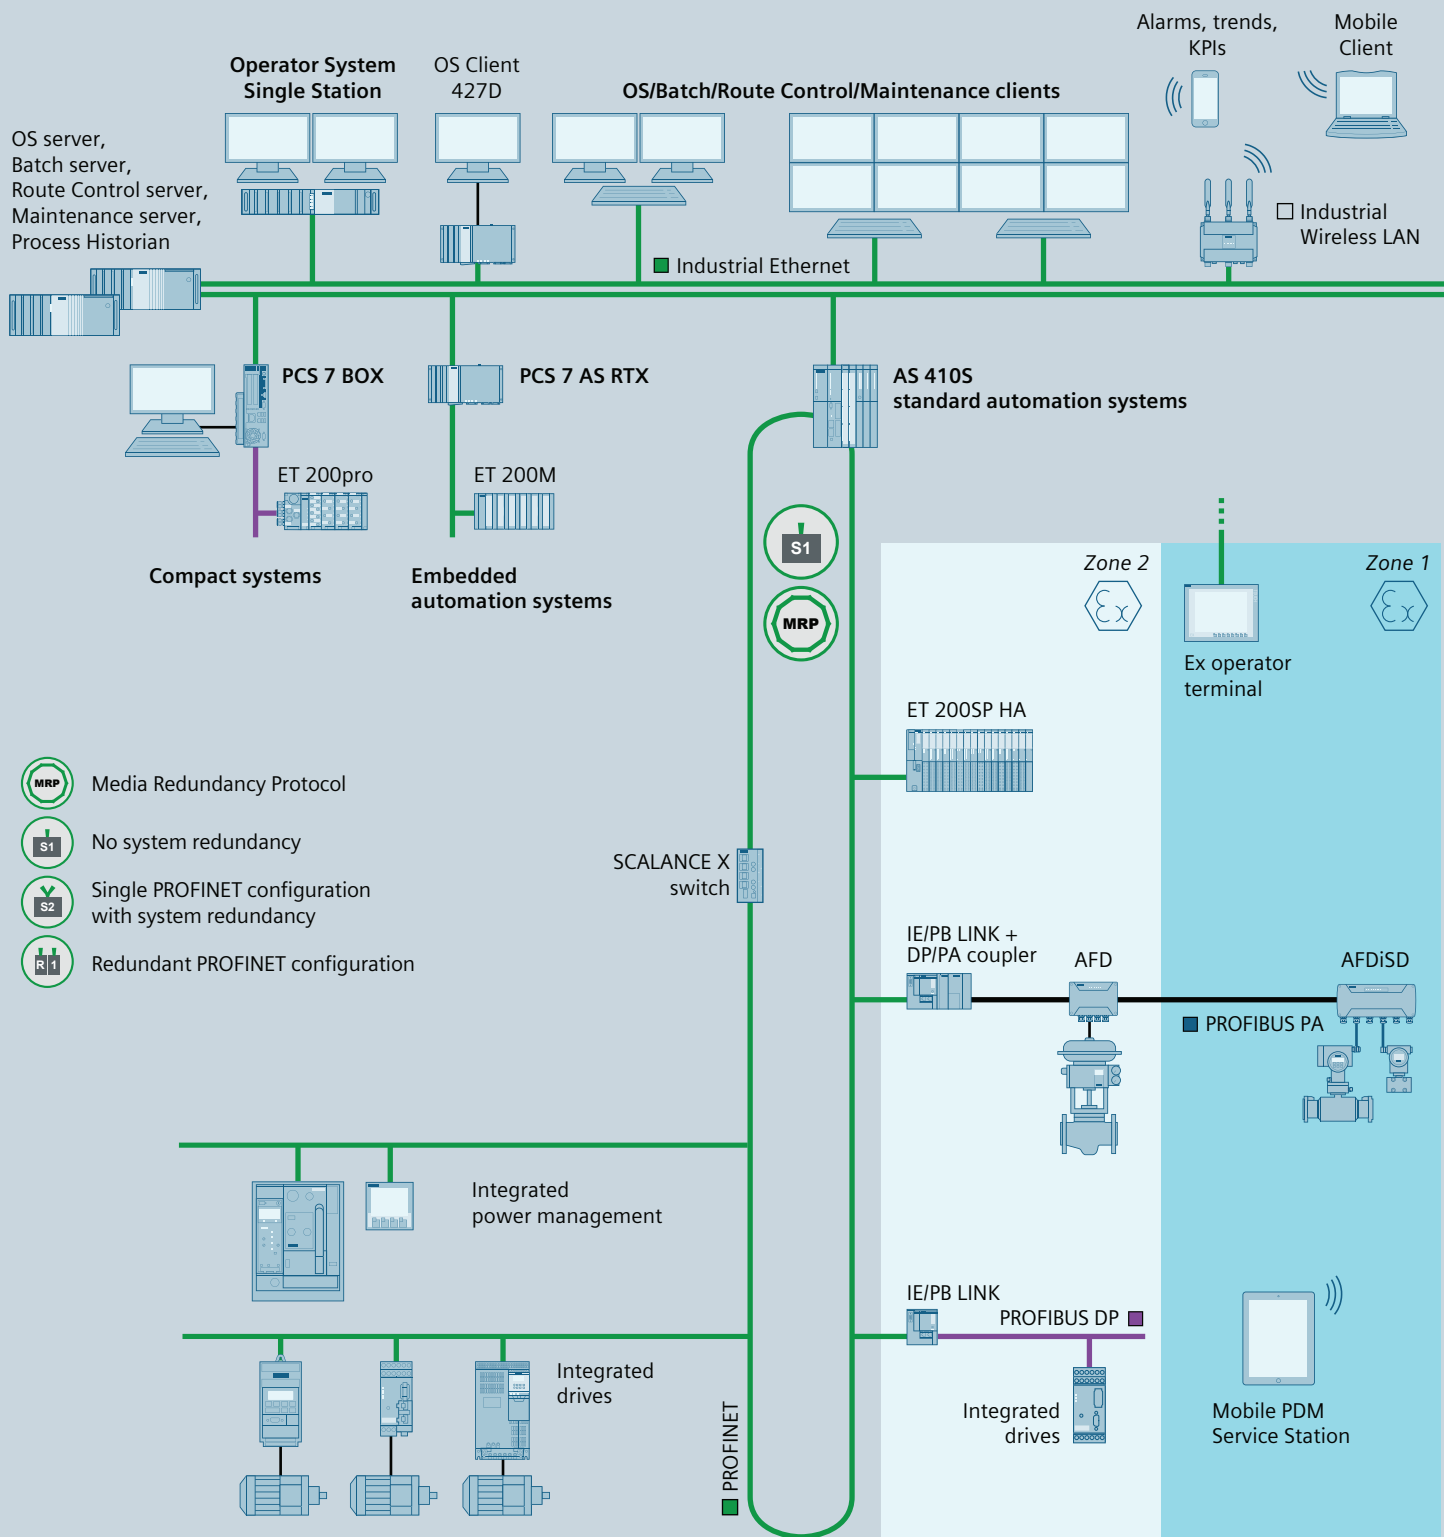 Alarms, trends,
KPIs
Mobile
Client
Operator System
Single Station
OS Client
427D
OS/Batch/Route Control/Maintenance clients
OS server,
Batch server,
Route Control server,
Maintenance server,
Process Historian
Industrial
Wireless LAN
Industrial Ethernet
PCS 7 BOX
PCS 7 AS RTX
AS 410S
standard automation systems
ET 200pro
ET 200M
S1
Compact systems
Embedded
automation systems
MRP
Zone 2
Ex
Zone 1
Ex
Ex operator
terminal
ET 200SP HA
MRP
Media Redundancy Protocol
S1
No system redundancy
S2
Single PROFINET configuration
with system redundancy
R 1
Redundant PROFINET configuration
SCALANCE X
switch
IE/PB LINK +
DP/PA coupler
AFD
AFDiSD
PROFIBUS PA
Integrated
power management
IE/PB LINK
PROFIBUS DP
Integrated
drives
PROFINET
Integrated
drives
Mobile PDM
Service Station